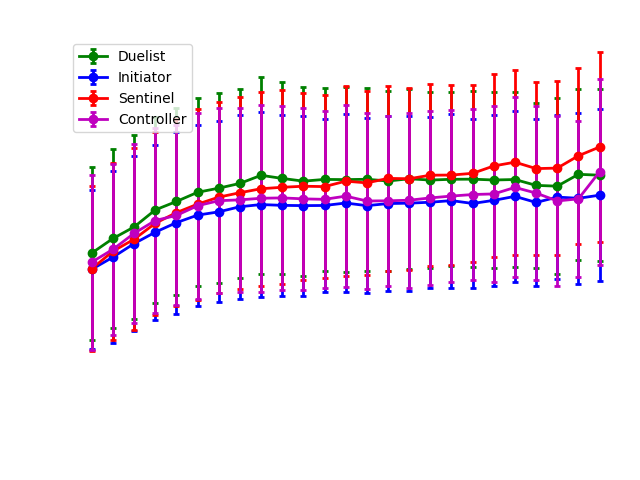 Duelist
Initiator
Sentinel
Controller